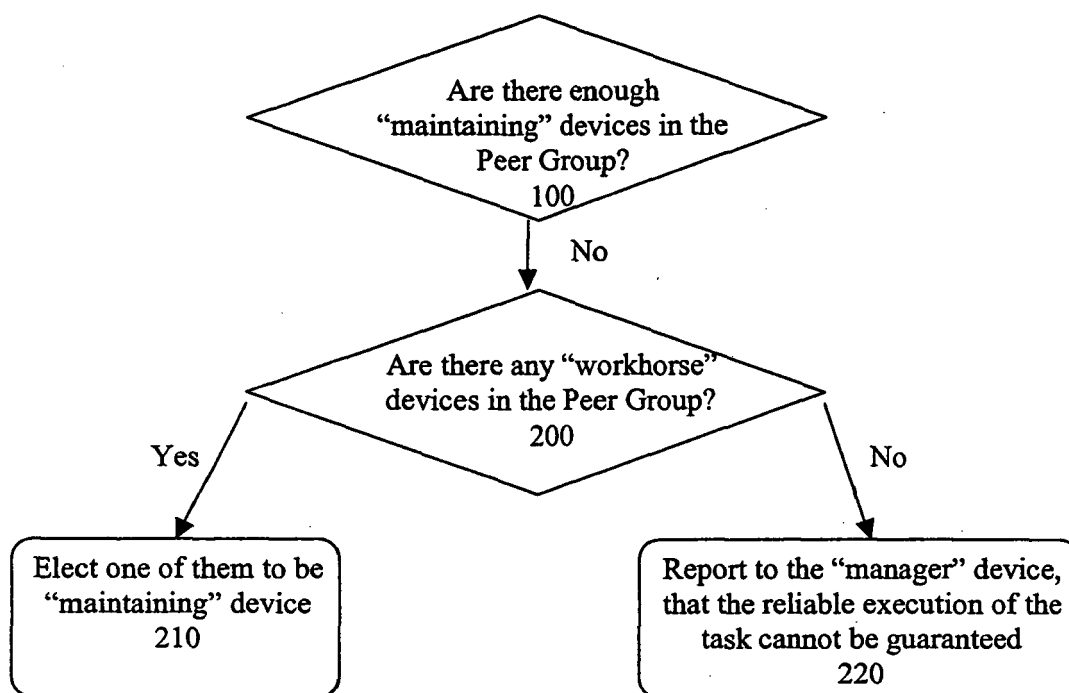 Are there enough
“maintaining” devices in the
Peer Group?
100
No
Are there any “workhorse”
devices in the Peer Group?
200
Yes
No
Elect one of them to be
“maintaining” device
210
Report to the “manager” device,
that the reliable execution of the
task cannot be guaranteed
220